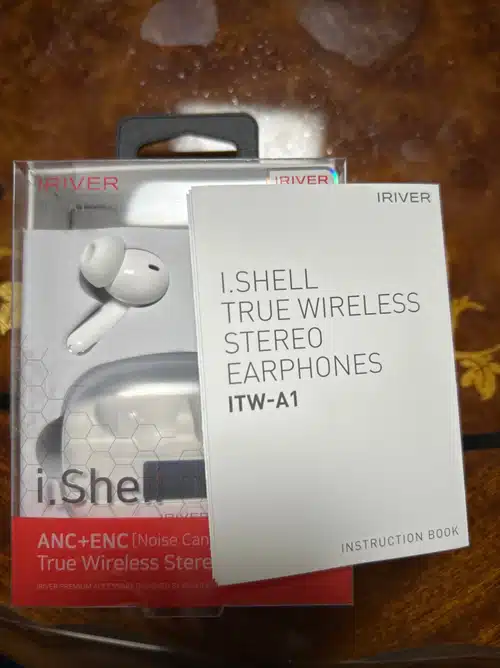 IRIVER
IRIVER
i.Shel
ANC+ENC [Noise Can
True Wireless Stere
IRIVER
I.SHELL
TRUE WIRELESS
STEREO
EARPHONES
ITW-A1
INSTRUCTION BOOK